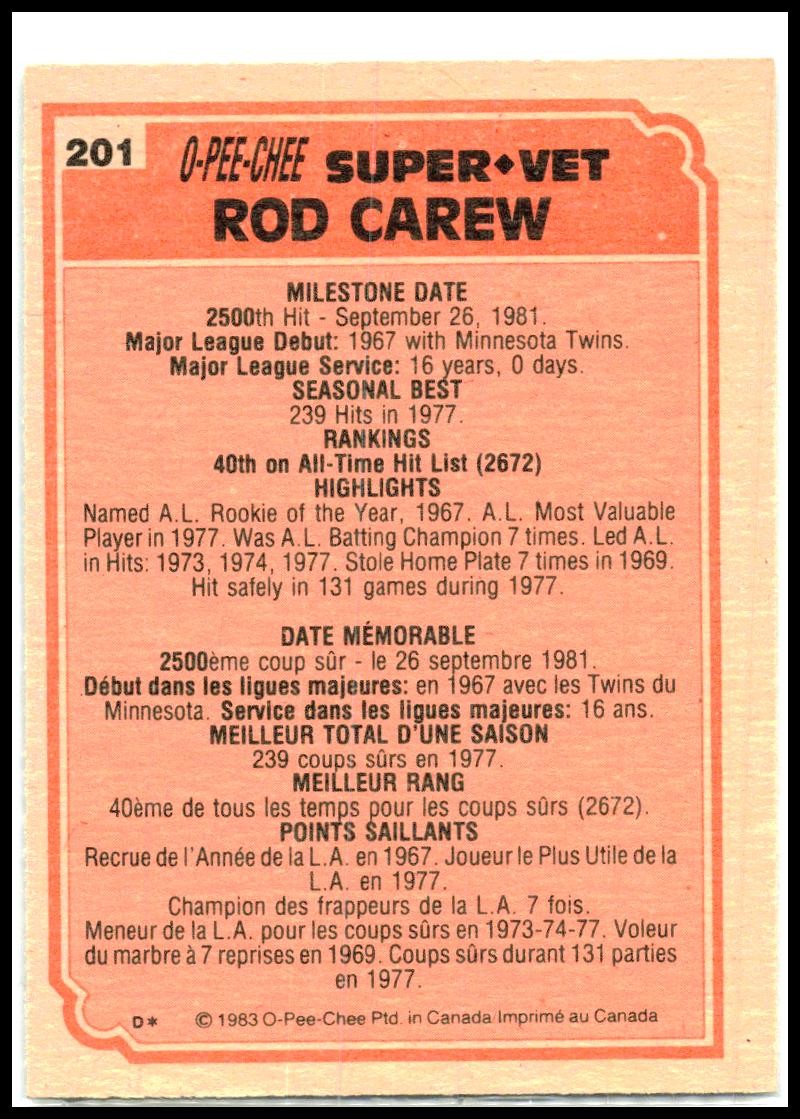 201
O-PEE-CHEE SUPER♦VET
ROD CAREW
MILESTONE DATE
2500th Hit - September 26, 1981.
Major League Debut: 1967 with Minnesota Twins.
Major League Service: 16 years, 0 days.
SEASONAL BEST
239 Hits in 1977.
RANKINGS
40th on All-Time Hit List (2672)
HIGHLIGHTS
Named A.L. Rookie of the Year, 1967. A.L. Most Valuable
Player in 1977. Was A.L. Batting Champion 7 times. Led A.L.
in Hits: 1973, 1974, 1977. Stole Home Plate 7 times in 1969.
Hit safely in 131 games during 1977.
DATE MÉMORABLE
2500ème coup sûr - le 26 septembre 1981.
Début dans les ligues majeures: en 1967 avec les Twins du
Minnesota. Service dans les ligues majeures: 16 ans.
MEILLEUR TOTAL D'UNE SAISON
239 coups sûrs en 1977.
MEILLEUR RANG
40ème de tous les temps pour les coups sûrs (2672).
POINTS SAILLANTS
Recrue de l'Année de la L.A. en 1967. Joueur le Plus Utile de la
L.A. en 1977.
Champion des frappeurs de la L.A. 7 fois.
Meneur de la L.A. pour les coups sûrs en 1973-74-77. Voleur
du marbre à 7 reprises en 1969. Coups sûrs durant 131 parties
en 1977.
D* © 1983 O-Pee-Chee Ptd. in Canada/Imprimé au Canada